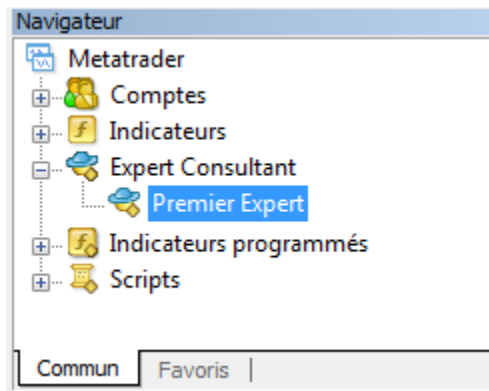 Navigateur
Metatrader
Comptes
Indicateurs
Expert Consultant
Premier Expert
Indicateurs programmés
Scripts
Commun Favoris